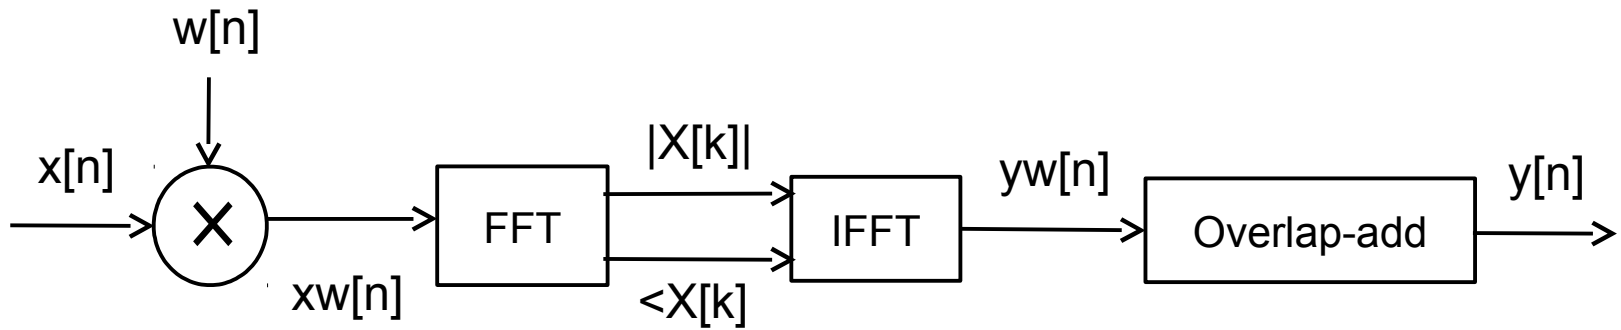 w[n]
x[n]
×
xw[n]
FFT
|X[k]|
<X[k]
IFFT
yw[n]
Overlap-add
y[n]